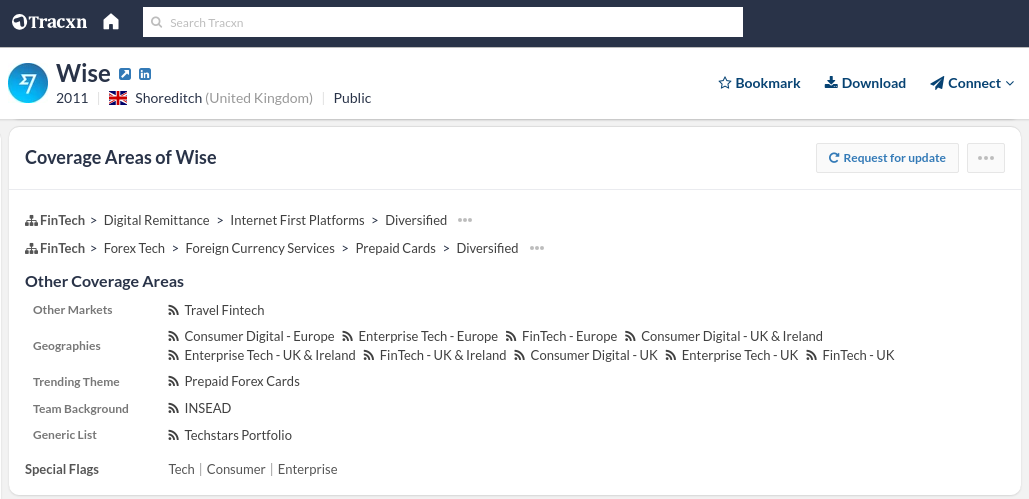 Tracxn Search Tracxn
Wise
2011 | Shoreditch (United Kingdom) | Public
Bookmark Download Connect
Coverage Areas of Wise Request for update
FinTech > Digital Remittance > Internet First Platforms > Diversified
FinTech > Forex Tech > Foreign Currency Services > Prepaid Cards > Diversified
Other Coverage Areas
Other Markets Travel Fintech
Geographies Consumer Digital - Europe Enterprise Tech - Europe FinTech - Europe Consumer Digital - UK & Ireland
Enterprise Tech - UK & Ireland FinTech - UK & Ireland Consumer Digital - UK Enterprise Tech - UK FinTech - UK
Trending Theme Prepaid Forex Cards
Team Background INSEAD
Generic List Techstars Portfolio
Special Flags Tech | Consumer | Enterprise